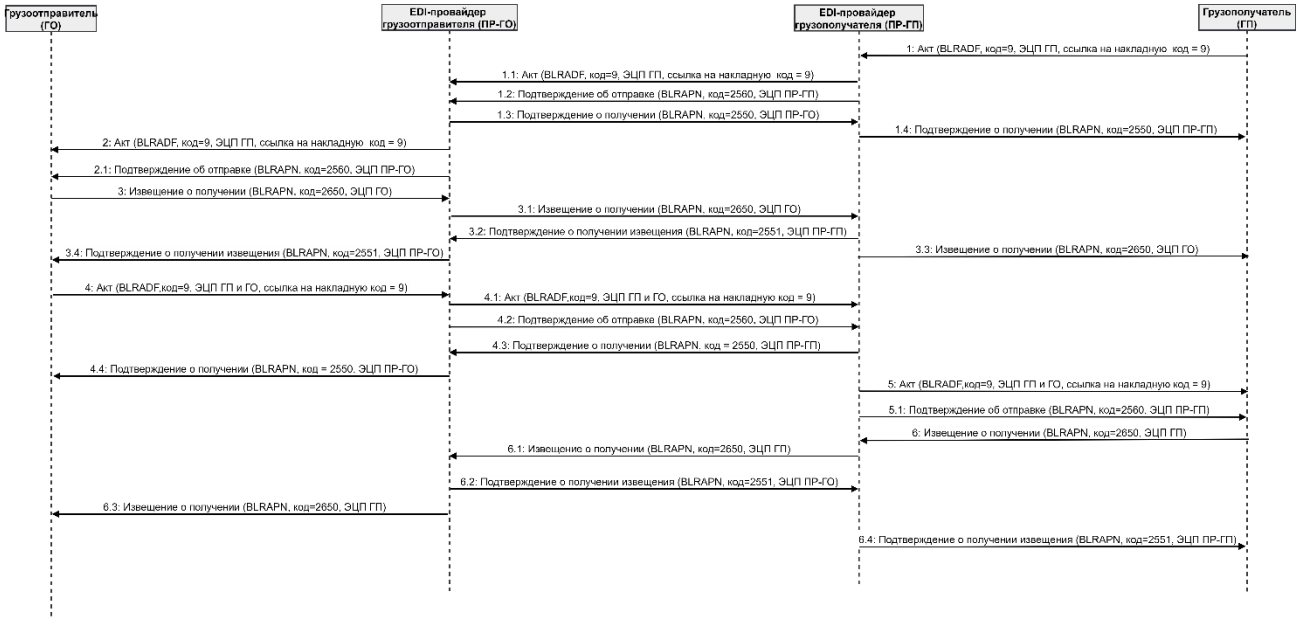 Грузоотправитель
(ГО)
EDI-провайдер
грузоотправителя (ПР-ГО)
EDI-провайдер
грузополучателя (ПР-ГП)
Грузополучатель
(ГП)
1: Акт (BLRADF, код=9, ЭЦП ГП, ссылка на накладную код = 9)
1.1: Акт (BLRADF, код=9, ЭЦП ГП, ссылка на накладную код = 9)
1.2: Подтверждение об отправке (BLRAPN, код=2560, ЭЦП ПР-ГП)
1.3: Подтверждение о получении (BLRAPN, код=2550, ЭЦП ПР-ГО)
1.4: Подтверждение о получении (BLRAPN, код=2550, ЭЦП ПР-ГП)
2: Акт (BLRADF, код=9, ЭЦП ГП, ссылка на накладную код = 9)
2.1: Подтверждение об отправке (BLRAPN, код=2560, ЭЦП ПР-ГО)
3: Извещение о получении (BLRAPN, код=2650, ЭЦП ГО)
3.1: Извещение о получении (BLRAPN, код=2650, ЭЦП ГО)
3.2: Подтверждение о получении извещения (BLRAPN, код=2551, ЭЦП ПР-ГП)
3.4: Подтверждение о получении извещения (BLRAPN, код=2551, ЭЦП ПР-ГО)
3.3: Извещение о получении (BLRAPN, код=2650, ЭЦП ГО)
4: Акт (BLRADF,код=9, ЭЦП ГП и ГО, ссылка на накладную код = 9)
4.1: Акт (BLRADF,код=9, ЭЦП ГП и ГО, ссылка на накладную код = 9)
4.2: Подтверждение об отправке (BLRAPN, код=2560, ЭЦП ПР-ГО)
4.3: Подтверждение о получении (BLRAPN, код = 2550, ЭЦП ПР-ГП)
4.4: Подтверждение о получении (BLRAPN, код = 2550, ЭЦП ПР-ГО)
5: Акт (BLRADF,код=9, ЭЦП ГП и ГО, ссылка на накладную код = 9)
5.1: Подтверждение об отправке (BLRAPN, код=2560, ЭЦП ПР-ГП)
6: Извещение о получении (BLRAPN, код=2650, ЭЦП ГП)
6.1: Извещение о получении (BLRAPN, код=2650, ЭЦП ГП)
6.2: Подтверждение о получении извещения (BLRAPN, код=2551, ЭЦП ПР-ГО)
6.3: Извещение о получении (BLRAPN, код=2650, ЭЦП ГП)
6.4: Подтверждение о получении извещения (BLRAPN, код=2551, ЭЦП ПР-ГП)